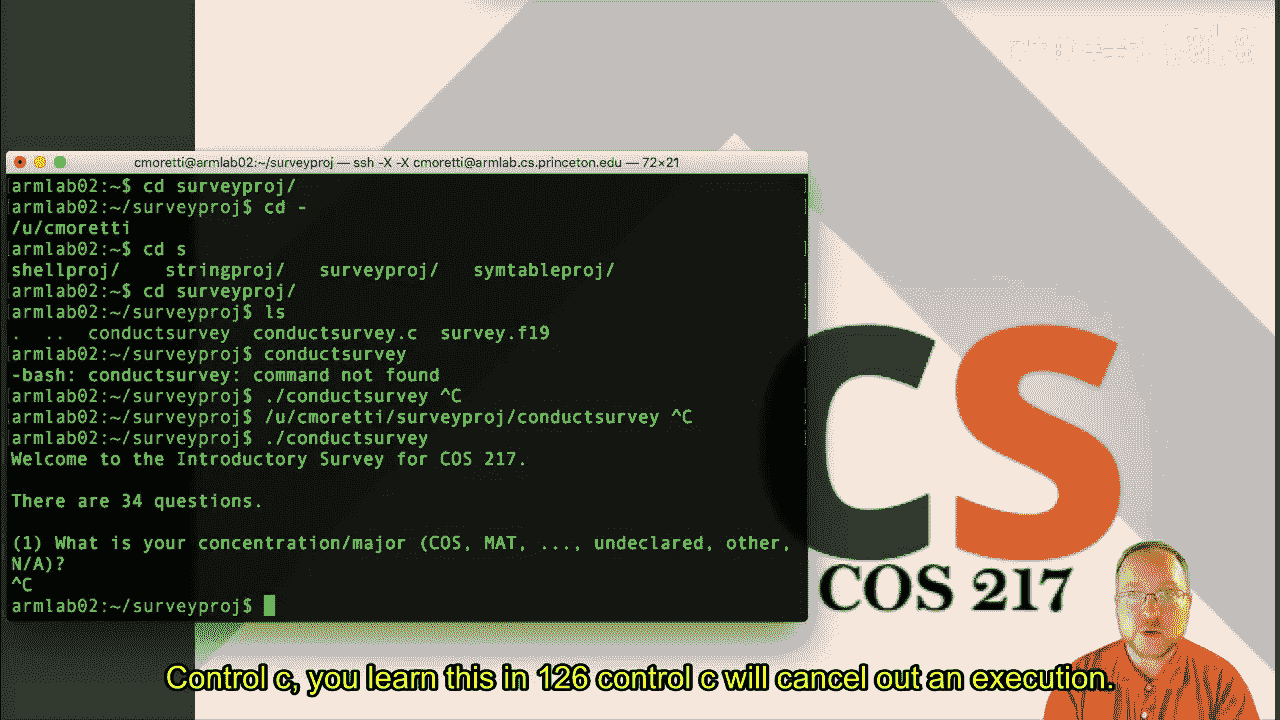 cmoretti@armlab02:~/surveyproj — ssh -X -X cmoretti@armlab.cs.princeton.edu — 72×21
armlab02:~$ cd surveyproj/
armlab02:~/surveyproj$ cd -
/u/cmoretti
armlab02:~$ cd s
shellproj/    stringproj/   surveyproj/   symtableproj/
armlab02:~$ cd surveyproj/
armlab02:~/surveyproj$ ls
.  ..  conductsurvey  conductsurvey.c  survey.f19
armlab02:~/surveyproj$ conductsurvey
-bash: conductsurvey: command not found
armlab02:~/surveyproj$ ./conductsurvey ^C
armlab02:~/surveyproj$ /u/cmoretti/surveyproj/conductsurvey ^C
armlab02:~/surveyproj$ ./conductsurvey
Welcome to the Introductory Survey for COS 217.
There are 34 questions.
(1) What is your concentration/major (COS, MAT, ..., undeclared, other,
N/A)?
^C
armlab02:~/surveyproj$
CS
COS 217
Control c, you learn this in 126 control c will cancel out an execution.